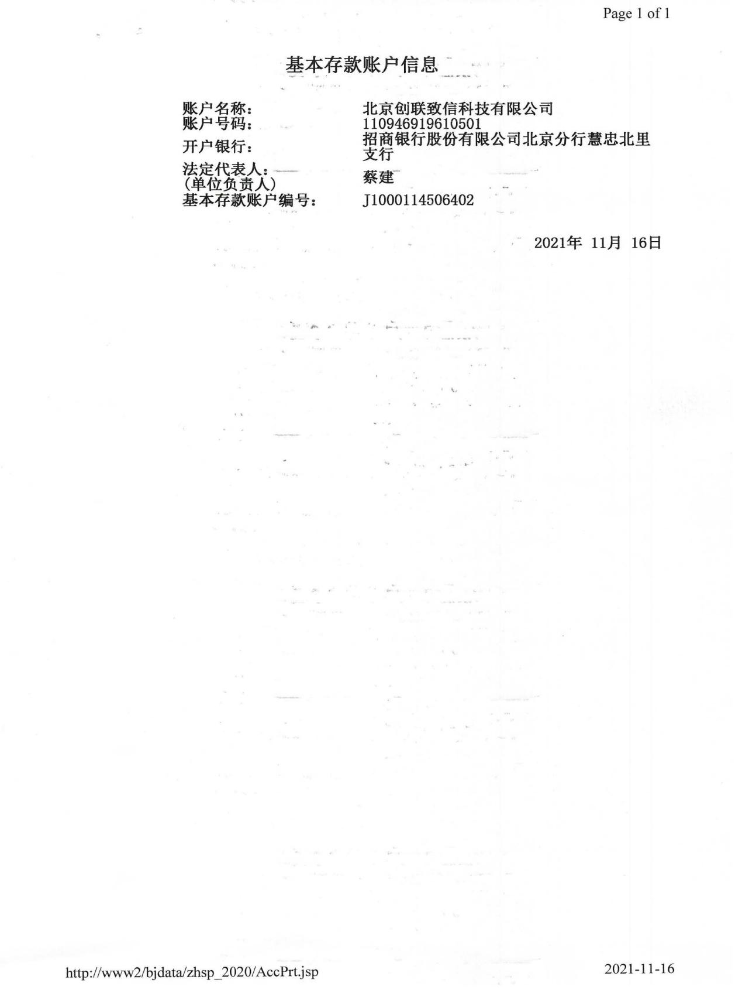 Page 1 of 1
基本存款账户信息
账户名称： 北京创联致信科技有限公司
账户号码： 110946919610501
开户银行： 招商银行股份有限公司北京分行慧忠北里
支行
法定代表人：
(单位负责人) 蔡建
基本存款账户编号： J1000114506402
2021年 11月 16日
http://www2/bjdata/zhsp_2020/AccPrt.jsp 2021-11-16